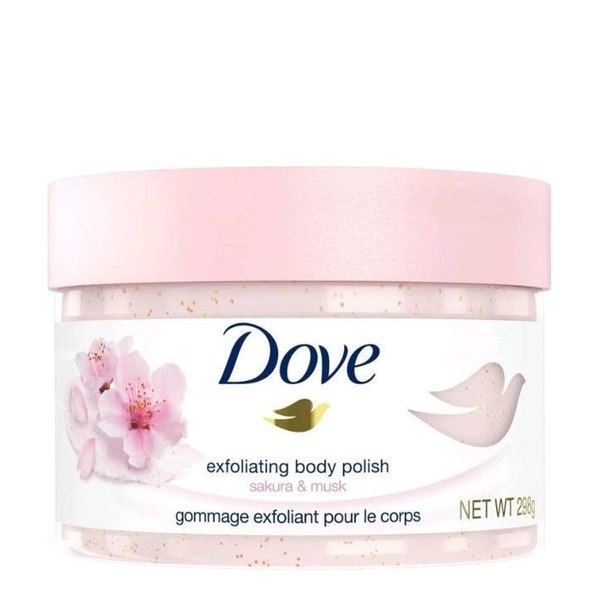 Dove
exfoliating body polish
sakura & musk
gommage exfoliant pour le corps
NET WT 298g